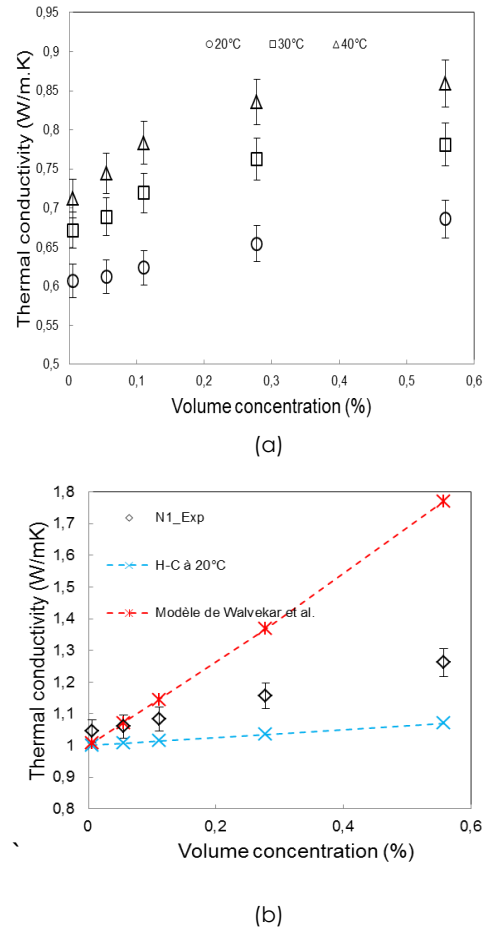 0,95
0,9
0,85
0,8
0,75
0,7
0,65
0,6
0,55
0,5
Thermal conductivity (W/m.K)
20°C 30°C 40°C
0 0,1 0,2 0,3 0,4 0,5 0,6
Volume concentration (%)
(a)
1,8
1,7
1,6
1,5
1,4
1,3
1,2
1,1
1
0,9
0,8
Thermal conductivity (W/mK)
N1_Exp
H-C à 20°C
Modèle de Walvekar et al.
0 0,2 0,4 0,6
Volume concentration (%)
`
(b)